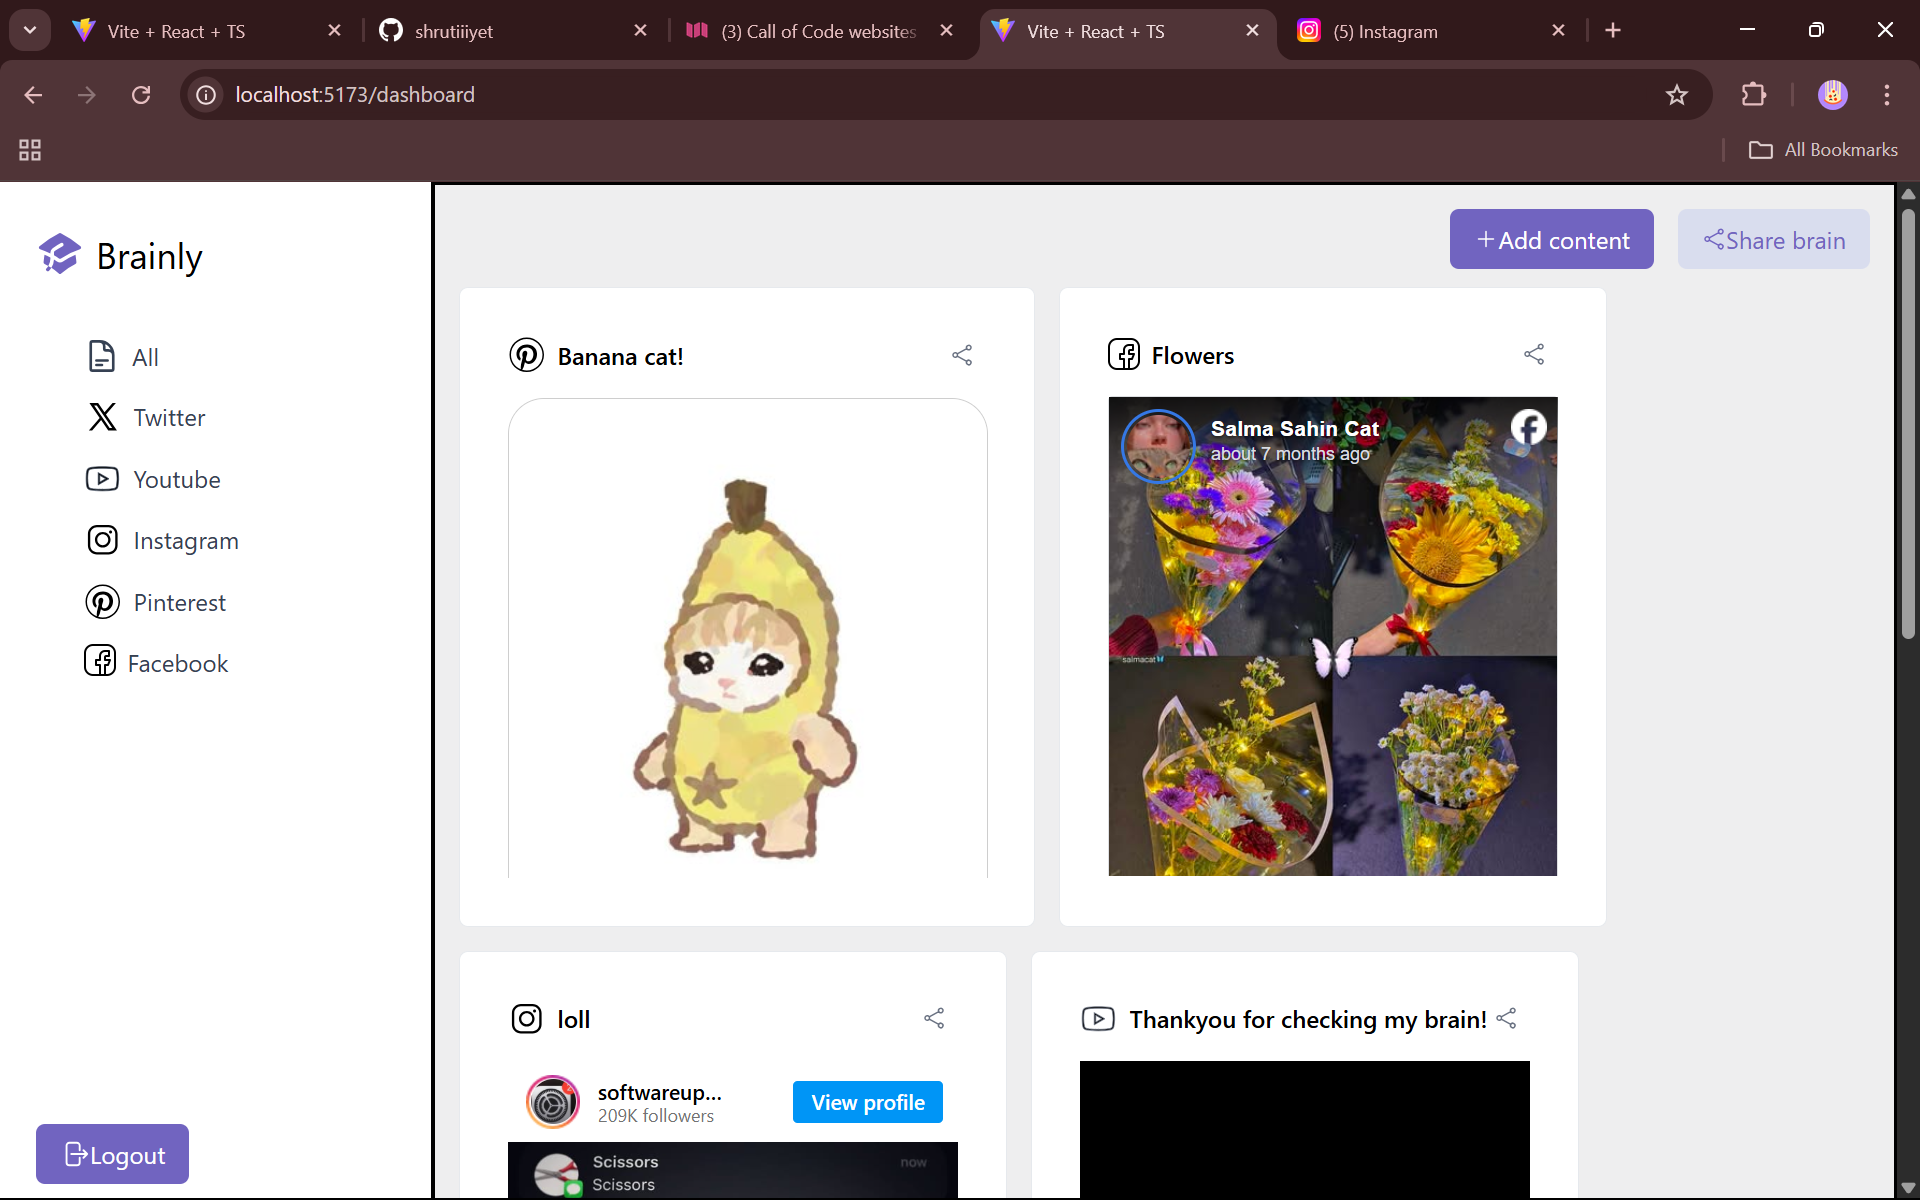 Vite + React + TS
shrutiiiyet
(3) Call of Code websites
Vite + React + TS
(5) Instagram
localhost:5173/dashboard
All Bookmarks
Brainly
+Add content
Share brain
All
Twitter
Youtube
Instagram
Pinterest
Facebook
Logout
Banana cat!
Flowers
Salma Sahin Cat
about 7 months ago
salmacat
loll
softwareup...
209K followers
View profile
Scissors
now
Scissors
Thankyou for checking my brain!